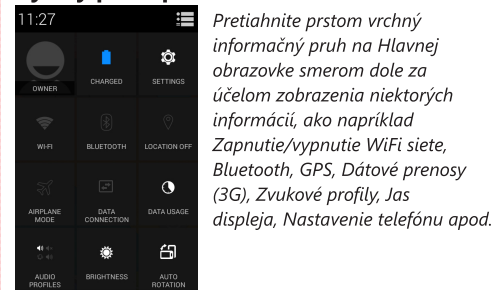 11:27
OWNER
CHARGED
SETTINGS
WI-FI
BLUETOOTH
LOCATION OFF
AIRPLANE
MODE
DATA
CONNECTION
DATA USAGE
AUDIO
PROFILES
BRIGHTNESS
AUTO
ROTATION
Pretiahnite prstom vrchný
informačný pruh na Hlavnej
obrazovke smerom dole za
účelom zobrazenia niektorých
informácií, ako napríklad
Zapnutie/vypnutie WiFi siete,
Bluetooth, GPS, Dátové prenosy
(3G), Zvukové profily, Jas
displeja, Nastavenie telefónu apod.